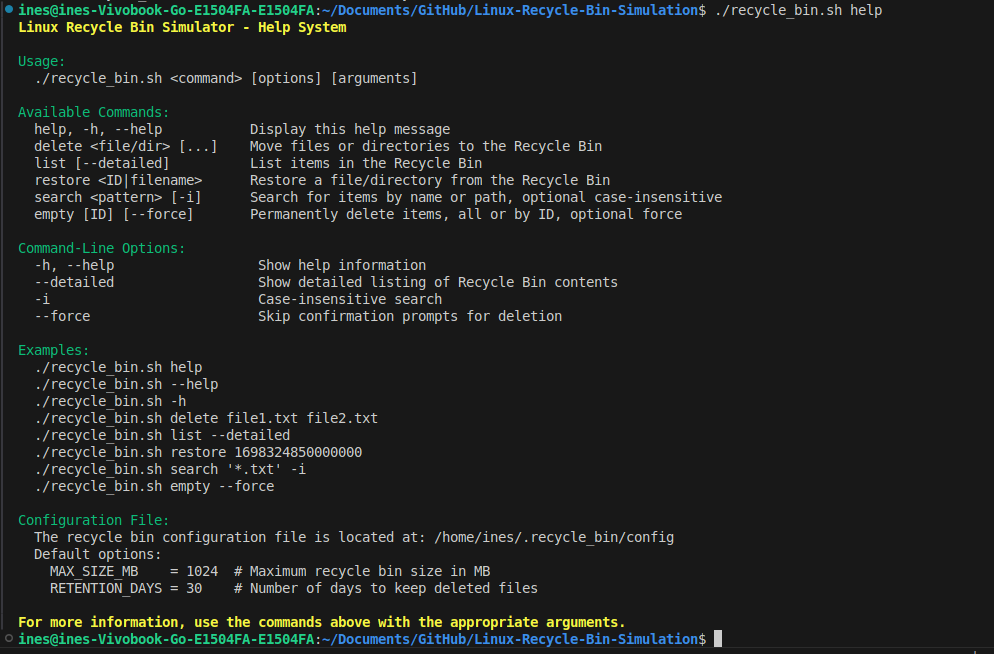 ines@ines-Vivobook-Go-E1504FA-E1504FA:~/Documents/GitHub/Linux-Recycle-Bin-Simulation$ ./recycle_bin.sh help
Linux Recycle Bin Simulator - Help System
Usage:
./recycle_bin.sh <command> [options] [arguments]
Available Commands:
help, -h, --help Display this help message
delete <file/dir> [...] Move files or directories to the Recycle Bin
list [--detailed] List items in the Recycle Bin
restore <ID|filename> Restore a file/directory from the Recycle Bin
search <pattern> [-i] Search for items by name or path, optional case-insensitive
empty [ID] [--force] Permanently delete items, all or by ID, optional force
Command-Line Options:
-h, --help Show help information
--detailed Show detailed listing of Recycle Bin contents
-i Case-insensitive search
--force Skip confirmation prompts for deletion
Examples:
./recycle_bin.sh help
./recycle_bin.sh --help
./recycle_bin.sh -h
./recycle_bin.sh delete file1.txt file2.txt
./recycle_bin.sh list --detailed
./recycle_bin.sh restore 1698324850000000
./recycle_bin.sh search '*.txt' -i
./recycle_bin.sh empty --force
Configuration File:
The recycle bin configuration file is located at: /home/ines/.recycle_bin/config
Default options:
MAX_SIZE_MB = 1024 # Maximum recycle bin size in MB
RETENTION_DAYS = 30 # Number of days to keep deleted files
For more information, use the commands above with the appropriate arguments.
ines@ines-Vivobook-Go-E1504FA-E1504FA:~/Documents/GitHub/Linux-Recycle-Bin-Simulation$